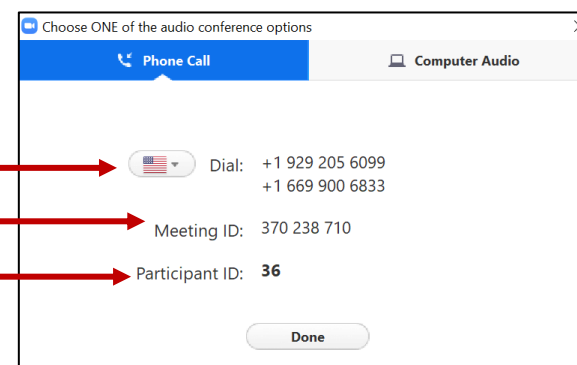 Choose ONE of the audio conference options
Phone Call
Computer Audio
Dial: +1 929 205 6099
+1 669 900 6833
Meeting ID: 370 238 710
Participant ID: 36
Done